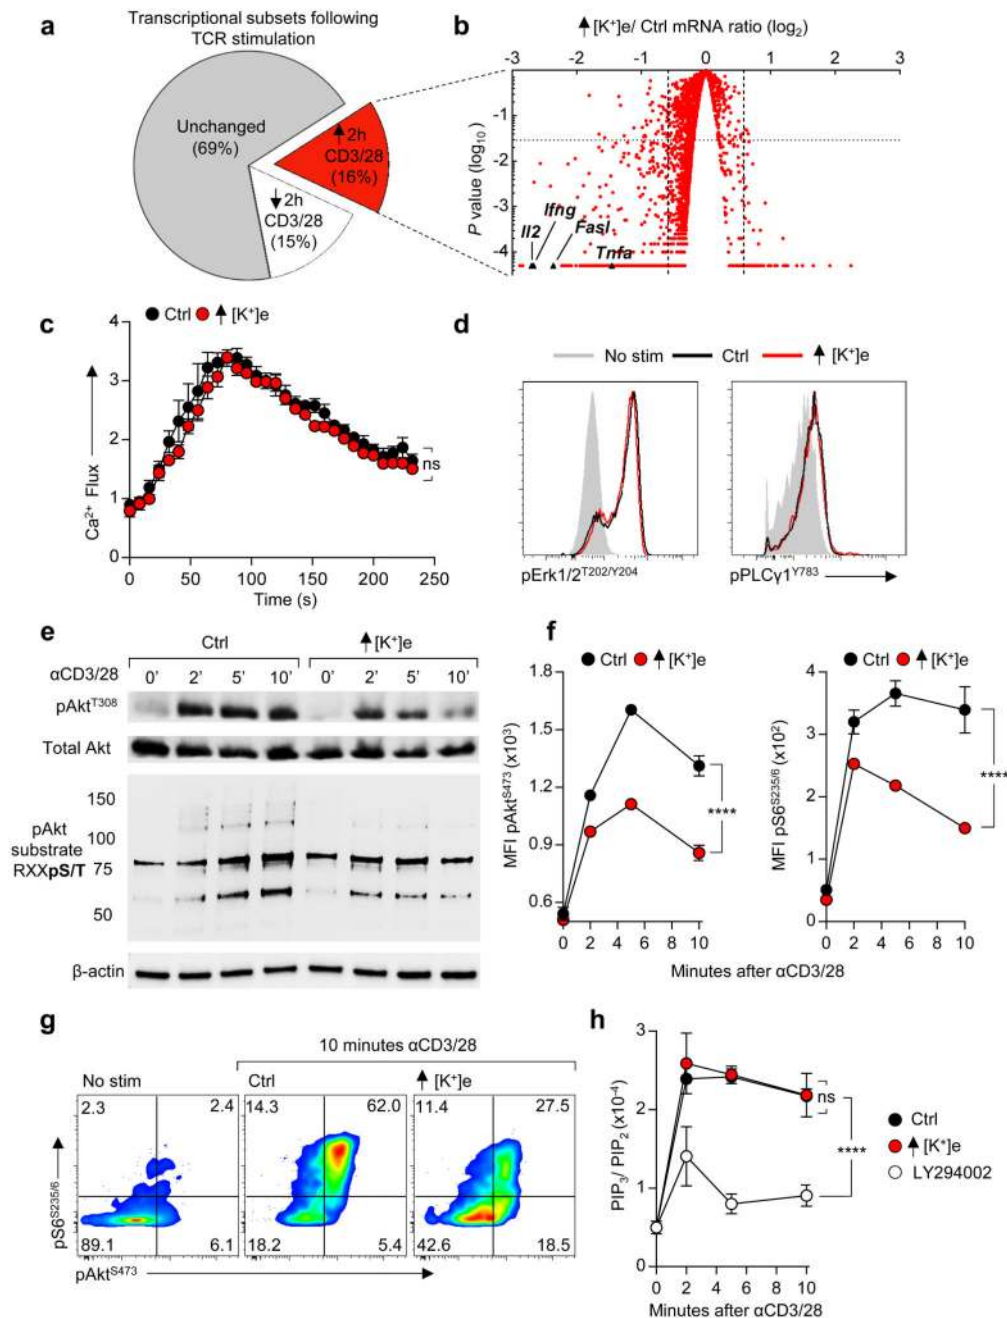 a
Transcriptional subsets following
TCR stimulation
Unchanged
(69%)
↑ 2h
CD3/28
(16%)
↓ 2h
CD3/28
(15%)
b
↑ [K⁺]e/ Ctrl mRNA ratio (log₂)
-3 -2 -1 0 1 2 3
P value (log₁₀)
-1
-2
-3
-4
Il2
Ifng
Fasl
Tnfa
c
Ctrl ↑ [K⁺]e
Ca²⁺ Flux
4
3
2
1
0
0 50 100 150 200 250
Time (s)
ns
d
No stim Ctrl ↑ [K⁺]e
pErk1/2ᵀ²⁰²/ʸ²⁰⁴
pPLCγ1ʸ⁷⁸³
e
Ctrl ↑ [K⁺]e
αCD3/28 0' 2' 5' 10' 0' 2' 5' 10'
pAktᵀ³⁰⁸
Total Akt
150
100
75
50
pAkt
substrate
RXXpS/T
β-actin
f
Ctrl ↑ [K⁺]e
MFI pAktˢ⁴⁷³ (x10³)
1.8
1.5
1.2
0.9
0.6
0 2 4 6 8 10
****
Ctrl ↑ [K⁺]e
MFI pS6ˢ²³⁵/⁶ (x10²)
4
3
2
1
0
0 2 4 6 8 10
****
Minutes after αCD3/28
g
10 minutes αCD3/28
No stim Ctrl ↑ [K⁺]e
2.3 2.4 14.3 62.0 11.4 27.5
89.1 6.1 18.2 5.4 42.6 18.5
pS6ˢ²³⁵/⁶
pAktˢ⁴⁷³
h
PIP₃/ PIP₂ (x10⁻⁴)
3
2
1
0
0 2 4 6 8 10
Minutes after αCD3/28
ns
****
Ctrl
↑ [K⁺]e
LY294002